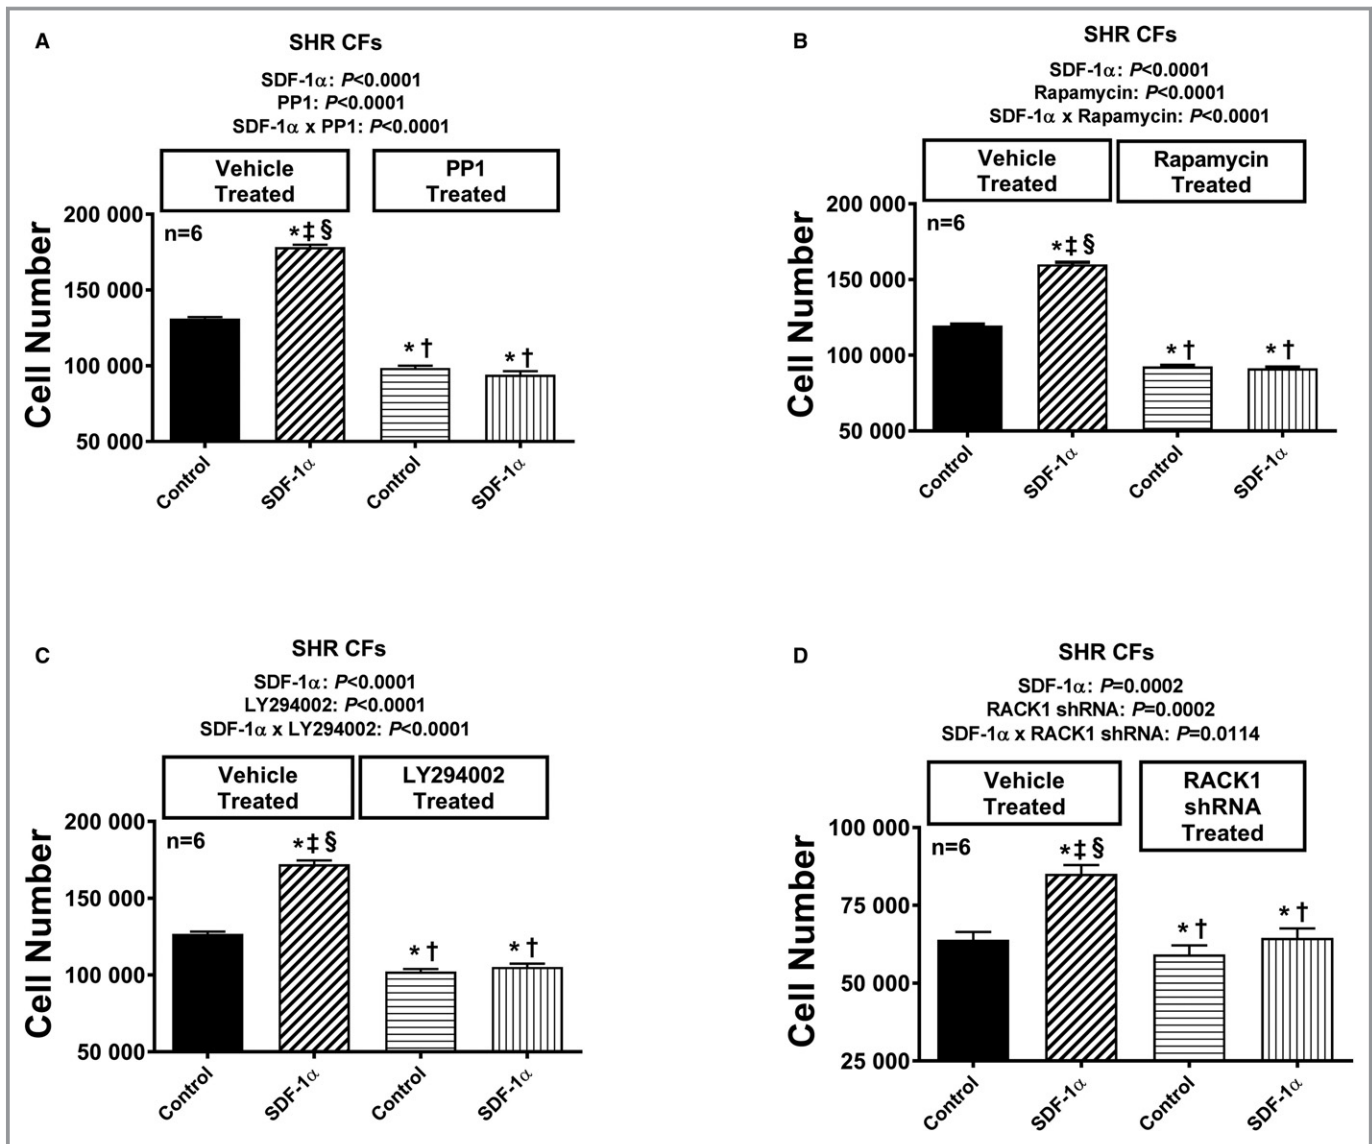 A
SHR CFs
SDF-1α: P<0.0001
PP1: P<0.0001
SDF-1α x PP1: P<0.0001
Vehicle
Treated
PP1
Treated
Cell Number
200 000
150 000
100 000
50 000
n=6
*‡ §
* †
* †
Control
SDF-1α
Control
SDF-1α
B
SHR CFs
SDF-1α: P<0.0001
Rapamycin: P<0.0001
SDF-1α x Rapamycin: P<0.0001
Vehicle
Treated
Rapamycin
Treated
Cell Number
200 000
150 000
100 000
50 000
n=6
*‡ §
* †
* †
Control
SDF-1α
Control
SDF-1α
C
SHR CFs
SDF-1α: P<0.0001
LY294002: P<0.0001
SDF-1α x LY294002: P<0.0001
Vehicle
Treated
LY294002
Treated
Cell Number
200 000
150 000
100 000
50 000
n=6
*‡ §
* †
* †
Control
SDF-1α
Control
SDF-1α
D
SHR CFs
SDF-1α: P=0.0002
RACK1 shRNA: P=0.0002
SDF-1α x RACK1 shRNA: P=0.0114
Vehicle
Treated
RACK1
shRNA
Treated
Cell Number
100 000
75 000
50 000
25 000
n=6
*‡ §
* †
* †
Control
SDF-1α
Control
SDF-1α